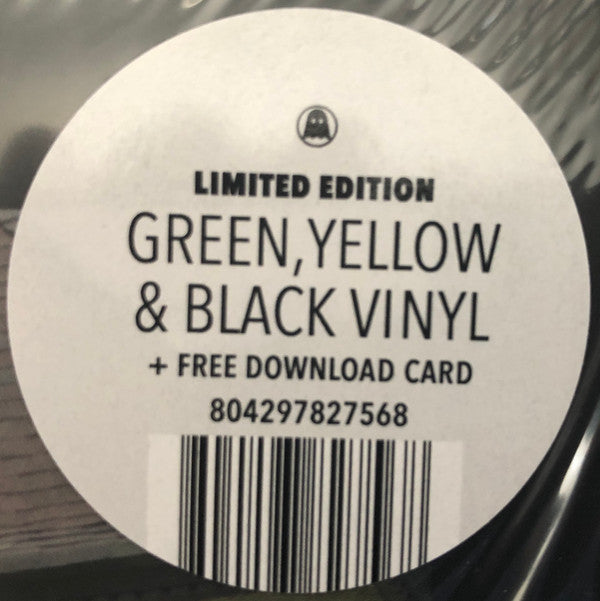 LIMITED EDITION
GREEN, YELLOW
& BLACK VINYL
+ FREE DOWNLOAD CARD
804297827568